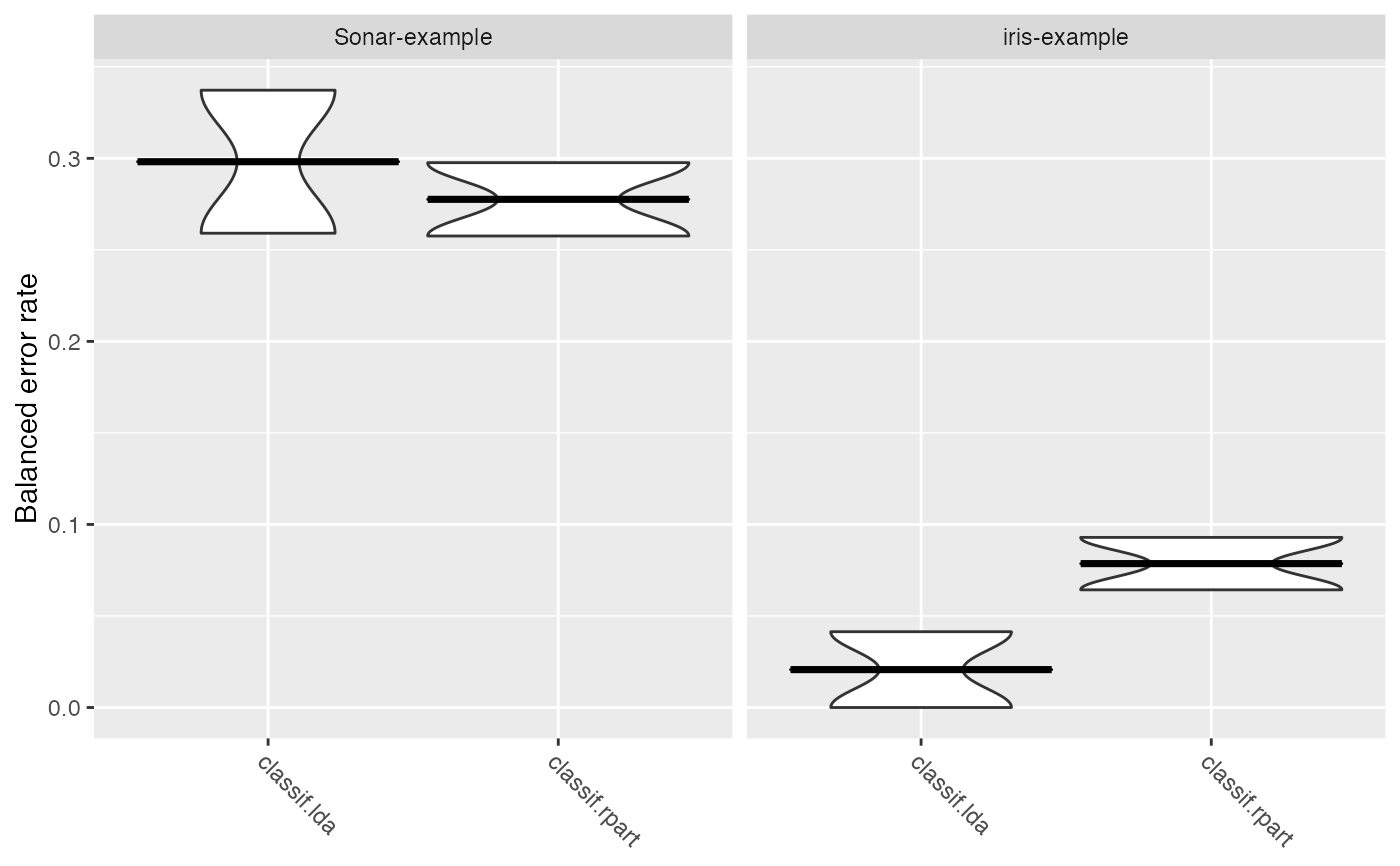 Sonar-example
iris-example
Balanced error rate
0.3
0.2
0.1
0.0
classif.lda
classif.rpart
classif.lda
classif.rpart